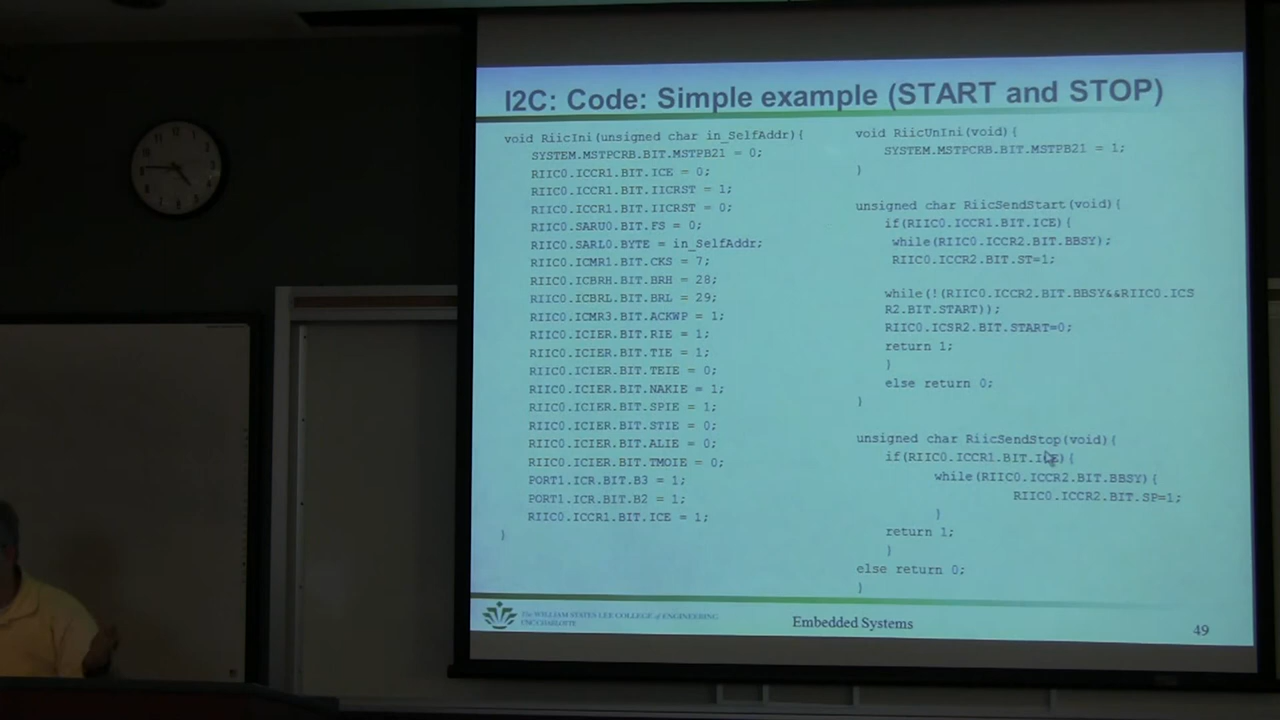 I2C: Code: Simple example (START and STOP)
void RiicIni(unsigned char in_SelfAddr){
SYSTEM.MSTPCRB.BIT.MSTPB21 = 0;
RIIC0.ICCR1.BIT.ICE = 0;
RIIC0.ICCR1.BIT.IICRST = 1;
RIIC0.ICCR1.BIT.IICRST = 0;
RIIC0.SARU0.BIT.FS = 0;
RIIC0.SARL0.BYTE = in_SelfAddr;
RIIC0.ICMR1.BIT.CKS = 7;
RIIC0.ICBRH.BIT.BRH = 28;
RIIC0.ICBRL.BIT.BRL = 29;
RIIC0.ICMR3.BIT.ACKWP = 1;
RIIC0.ICIER.BIT.RIE = 1;
RIIC0.ICIER.BIT.TIE = 1;
RIIC0.ICIER.BIT.TEIE = 0;
RIIC0.ICIER.BIT.NAKIE = 1;
RIIC0.ICIER.BIT.SPIE = 1;
RIIC0.ICIER.BIT.STIE = 0;
RIIC0.ICIER.BIT.ALIE = 0;
RIIC0.ICIER.BIT.TMOIE = 0;
PORT1.ICR.BIT.B3 = 1;
PORT1.ICR.BIT.B2 = 1;
RIIC0.ICCR1.BIT.ICE = 1;
}
void RiicUnIni(void){
SYSTEM.MSTPCRB.BIT.MSTPB21 = 1;
}
unsigned char RiicSendStart(void){
if(RIIC0.ICCR1.BIT.ICE){
while(RIIC0.ICCR2.BIT.BBSY);
RIIC0.ICCR2.BIT.ST=1;
while(!(RIIC0.ICCR2.BIT.BBSY&&RIIC0.ICS
R2.BIT.START));
RIIC0.ICSR2.BIT.START=0;
return 1;
}
else return 0;
}
unsigned char RiicSendStop(void){
if(RIIC0.ICCR1.BIT.ICE){
while(RIIC0.ICCR2.BIT.BBSY){
RIIC0.ICCR2.BIT.SP=1;
}
return 1;
}
else return 0;
}
The WILLIAM STATES LEE COLLEGE of ENGINEERING
UNC CHARLOTTE
Embedded Systems
49